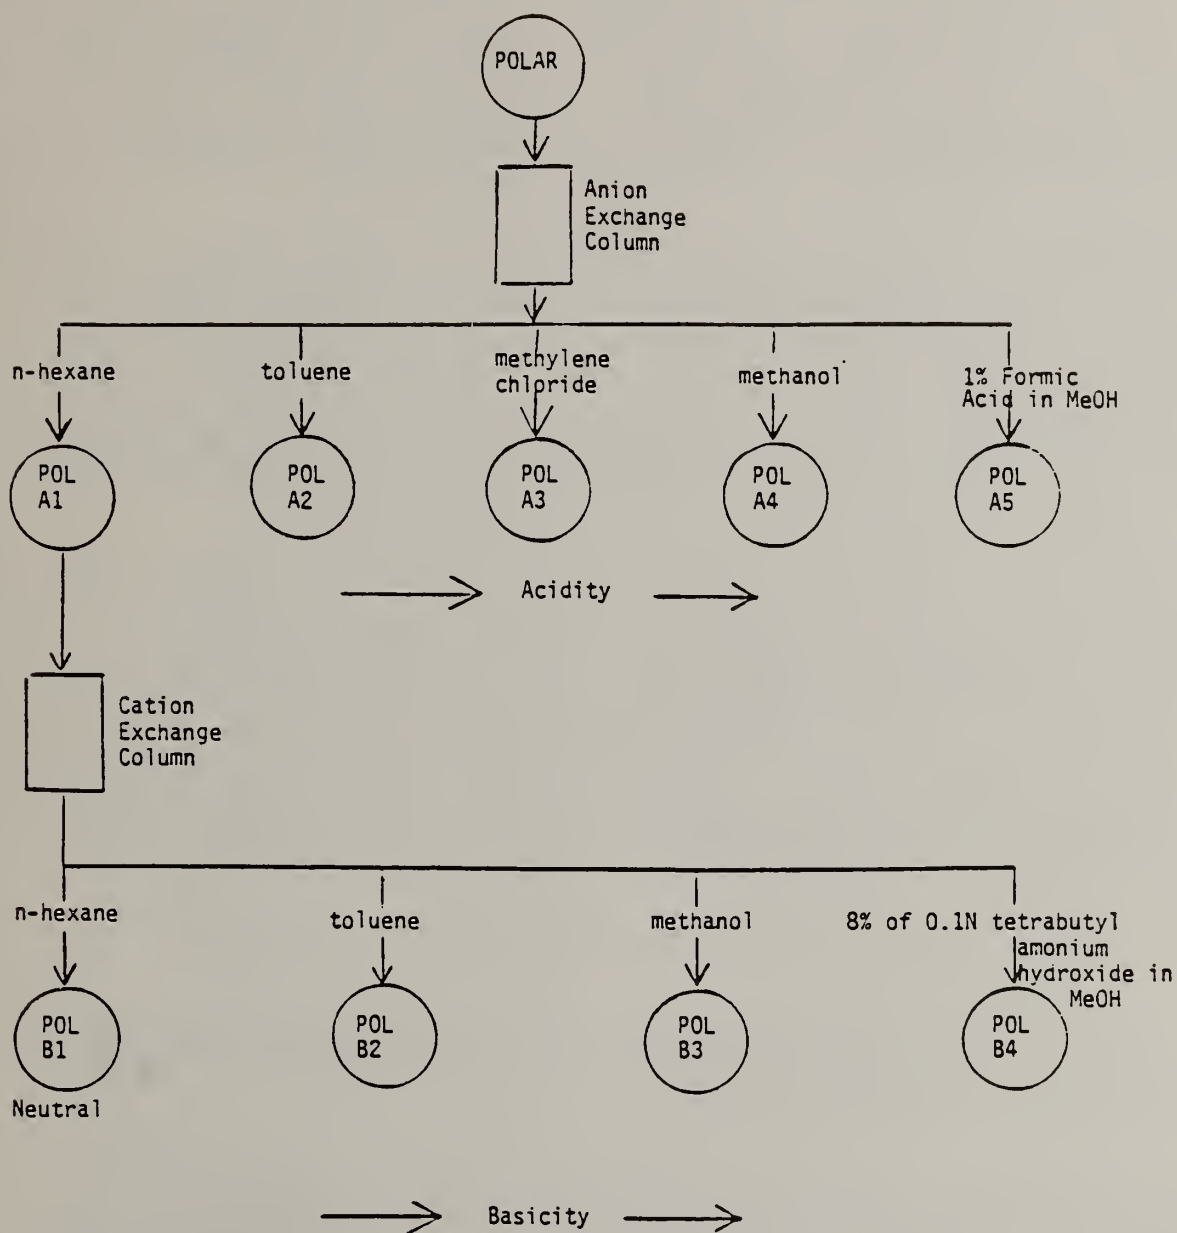 POLAR
Anion
Exchange
Column
n-hexane
toluene
methylene
chloride
methanol
1% Formic
Acid in MeOH
POL
A1
POL
A2
POL
A3
POL
A4
POL
A5
Acidity
Cation
Exchange
Column
n-hexane
toluene
methanol
8% of 0.1N tetrabutyl
amonium
hydroxide in
MeOH
POL
B1
POL
B2
POL
B3
POL
B4
Neutral
Basicity